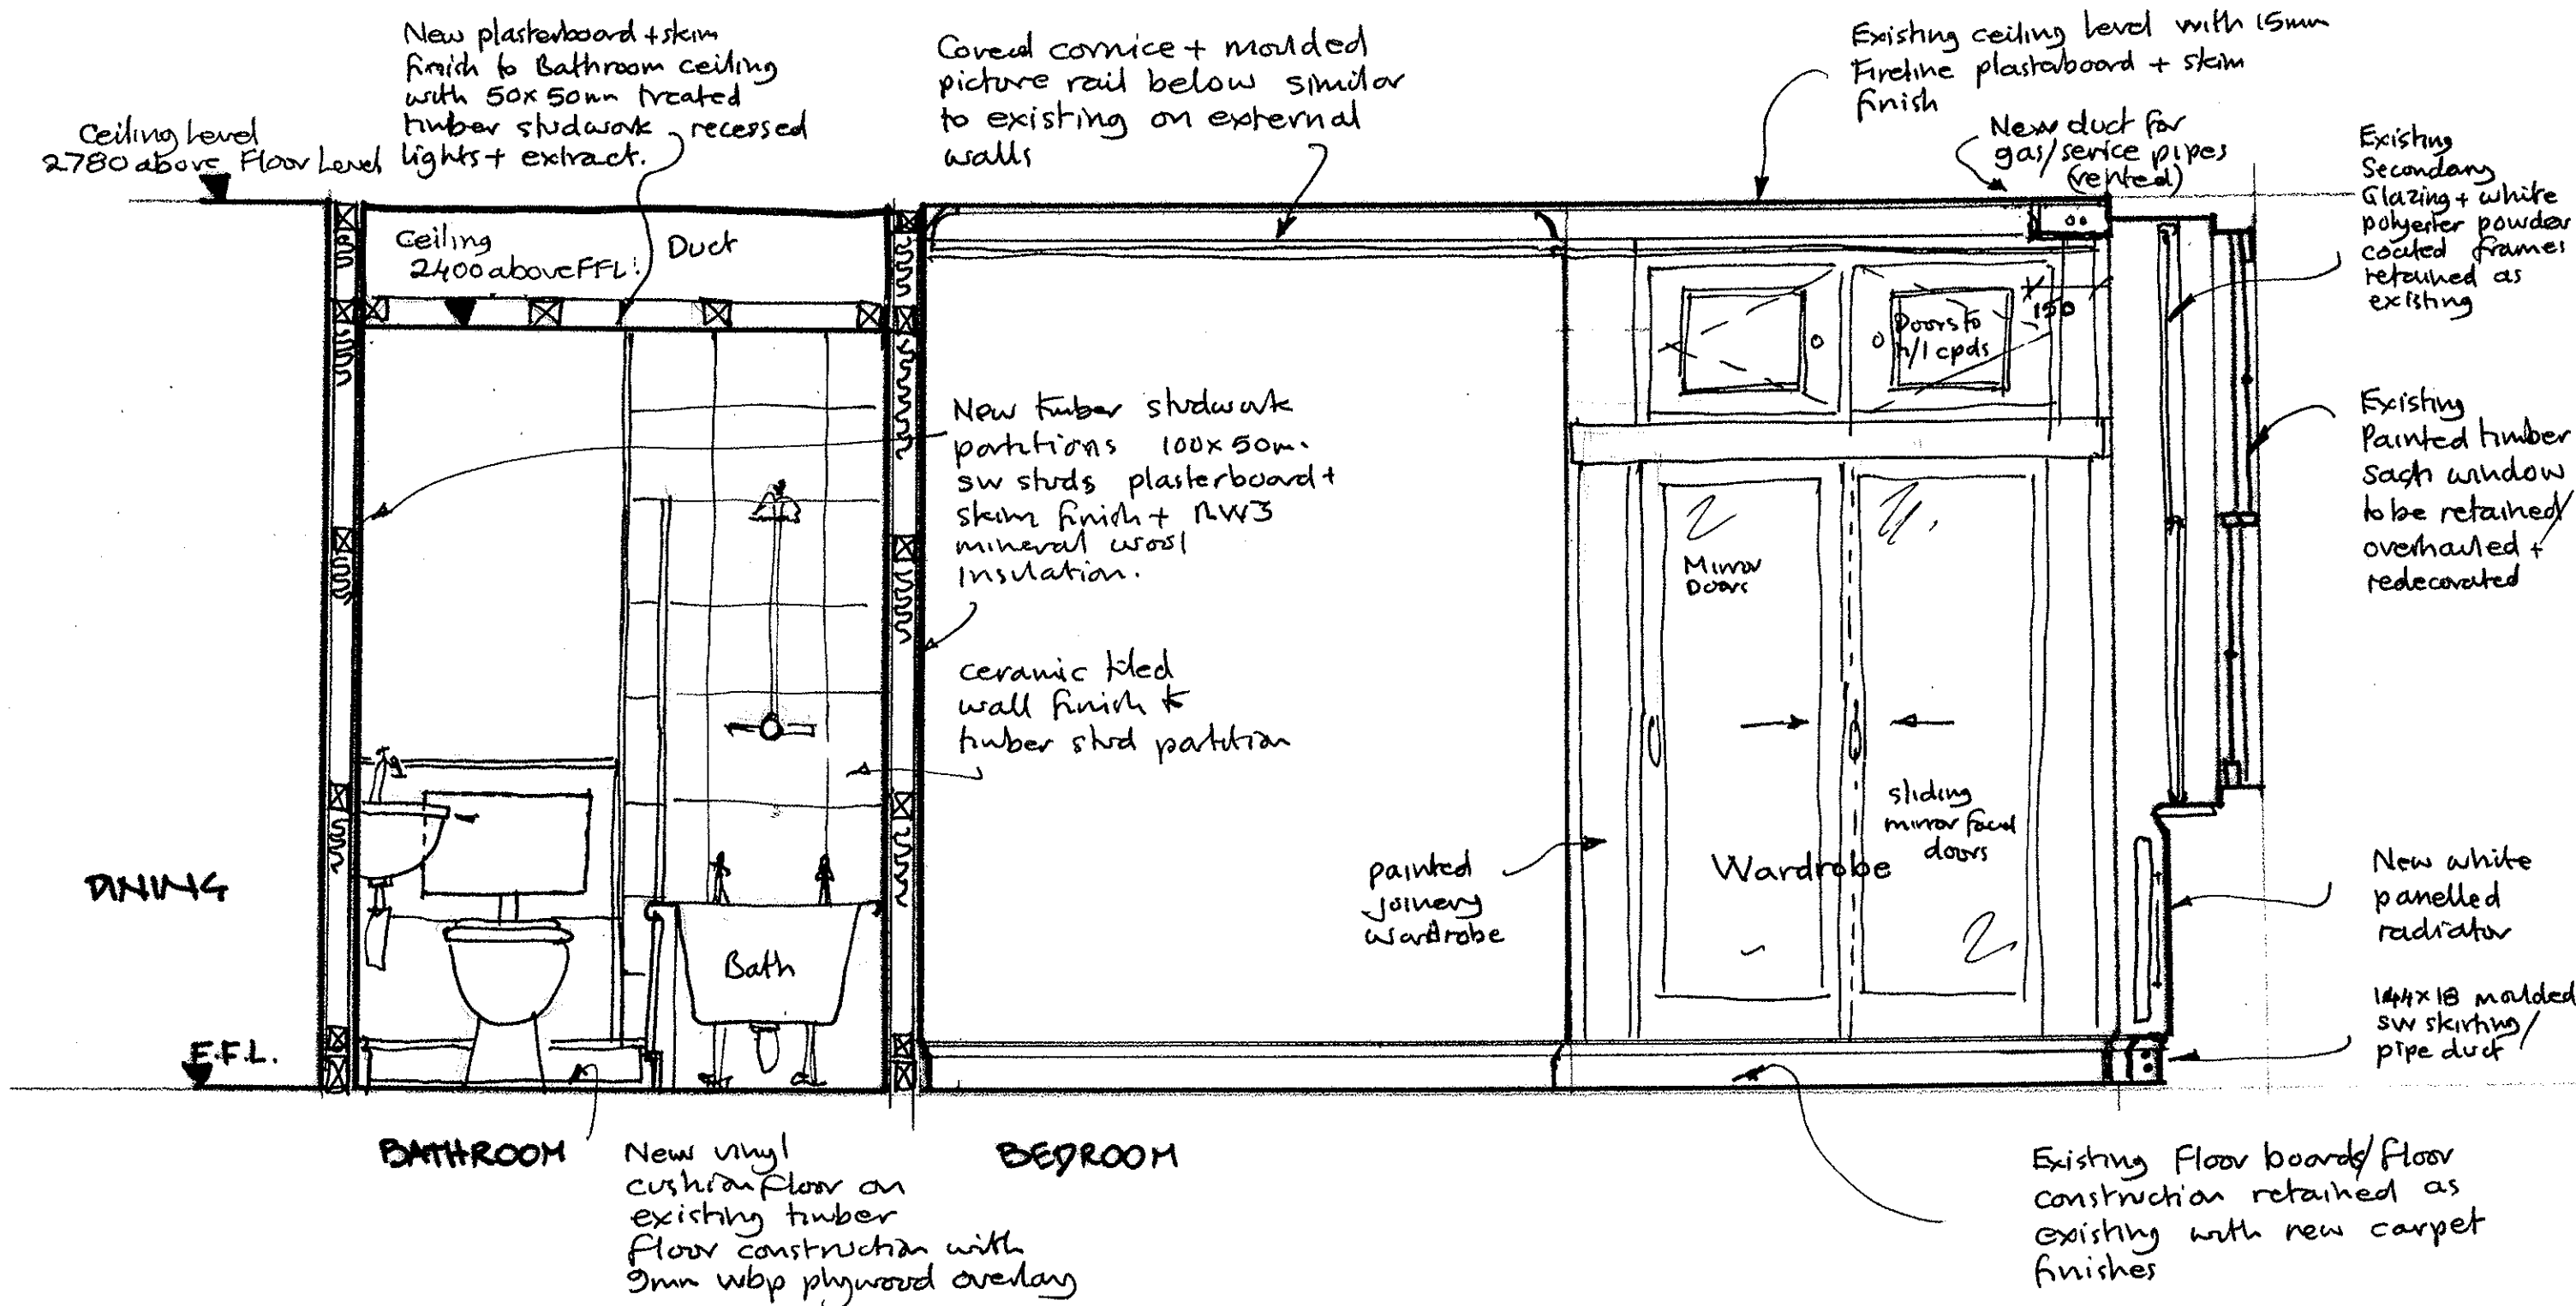 New plasterboard + skim
finish to Bathroom ceiling
with 50x50mm treated
timber studwork recessed
lights + extract.
Ceiling Level
2780 above Floor Level
Coved cornice + moulded
picture rail below similar
to existing on external
walls
Existing ceiling level with 15mm
Fireline plasterboard + skim
finish
New duct for
gas/service pipes
(vented)
Existing
Secondary
Glazing + white
polyester powder
coated frames
retained as
existing
Ceiling
2400 above FFL.
Duct
150
Doors to
h/l cpds
New timber studwork
partitions 100x50m.
sw studs plasterboard +
skim finish + RW3
mineral wool
Insulation.
Existing
Painted timber
sash window
to be retained/
overhauled +
redecorated
Mirror
Doors
ceramic tiled
wall finish to
timber stud partition
sliding
mirror faced
doors
Wardrobe
painted
joinery
wardrobe
New white
panelled
radiator
DINING
Bath
144x18 moulded
sw skirting/
pipe duct
F.F.L.
BATHROOM
BEDROOM
New vinyl
cushionfloor on
existing timber
floor construction with
9mm wbp plywood overlay
Existing Floor boards/floor
construction retained as
existing with new carpet
finishes